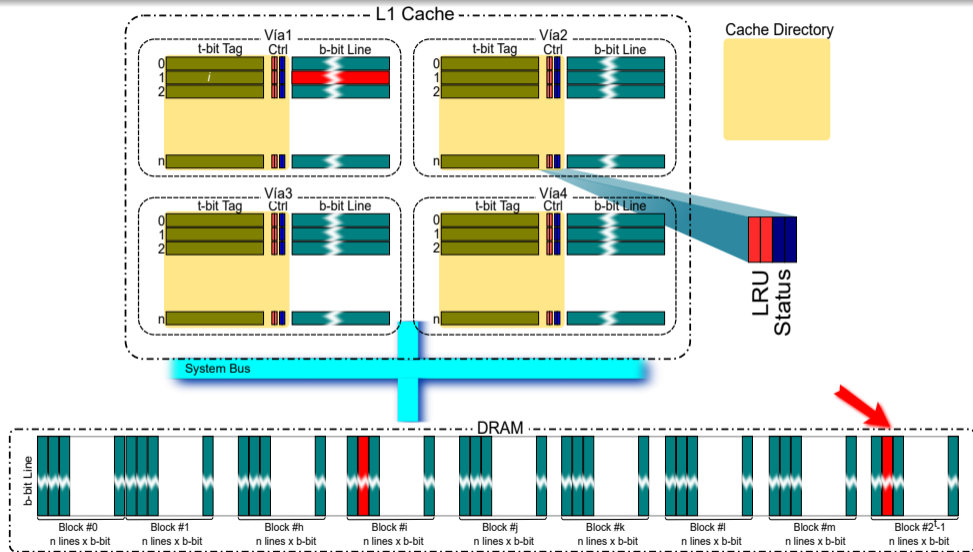 L1 Cache
Vía1
t-bit Tag Ctrl b-bit Line
0
1 i
2
n
Vía2
t-bit Tag Ctrl b-bit Line
0
1
2
n
Cache Directory
Vía3
t-bit Tag Ctrl b-bit Line
0
1
2
n
Vía4
t-bit Tag Ctrl b-bit Line
0
1
2
n
LRU
Status
System Bus
DRAM
b-bit Line
Block #0
n lines x b-bit
Block #1
n lines x b-bit
Block #h
n lines x b-bit
Block #i
n lines x b-bit
Block #j
n lines x b-bit
Block #k
n lines x b-bit
Block #l
n lines x b-bit
Block #m
n lines x b-bit
Block #2ᵗ-1
n lines x b-bit